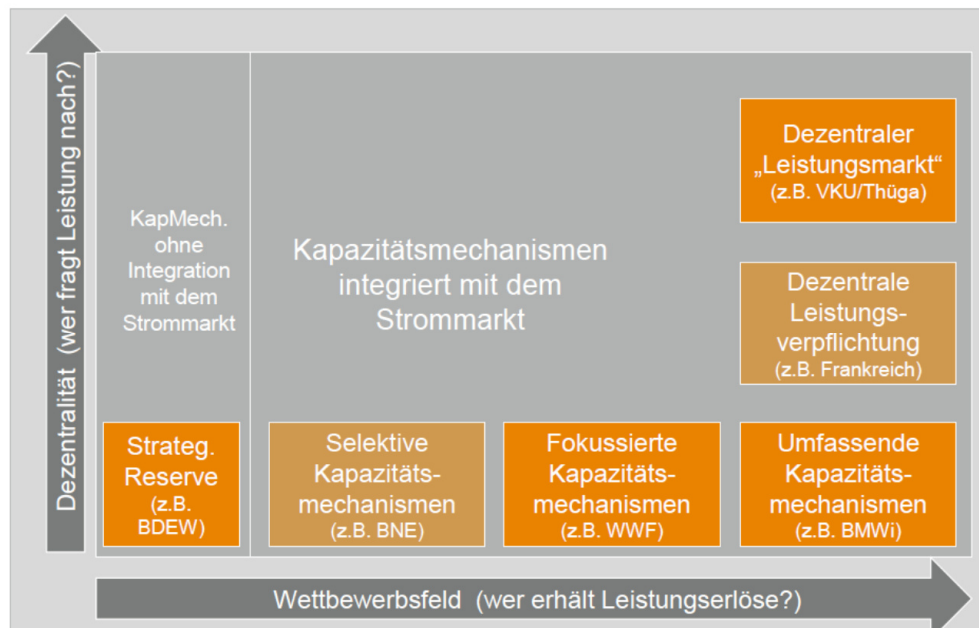 Dezentralität (wer fragt Leistung nach?)
KapMech.
ohne
Integration
mit dem
Strommarkt
Kapazitätsmechanismen
integriert mit dem
Strommarkt
Dezentraler
„Leistungsmarkt“
(z.B. VKU/Thüga)
Dezentrale
Leistungs-
verpflichtung
(z.B. Frankreich)
Strateg.
Reserve
(z.B.
BDEW)
Selektive
Kapazitäts-
mechanismen
(z.B. BNE)
Fokussierte
Kapazitäts-
mechanismen
(z.B. WWF)
Umfassende
Kapazitäts-
mechanismen
(z.B. BMWi)
Wettbewerbsfeld (wer erhält Leistungserlöse?)